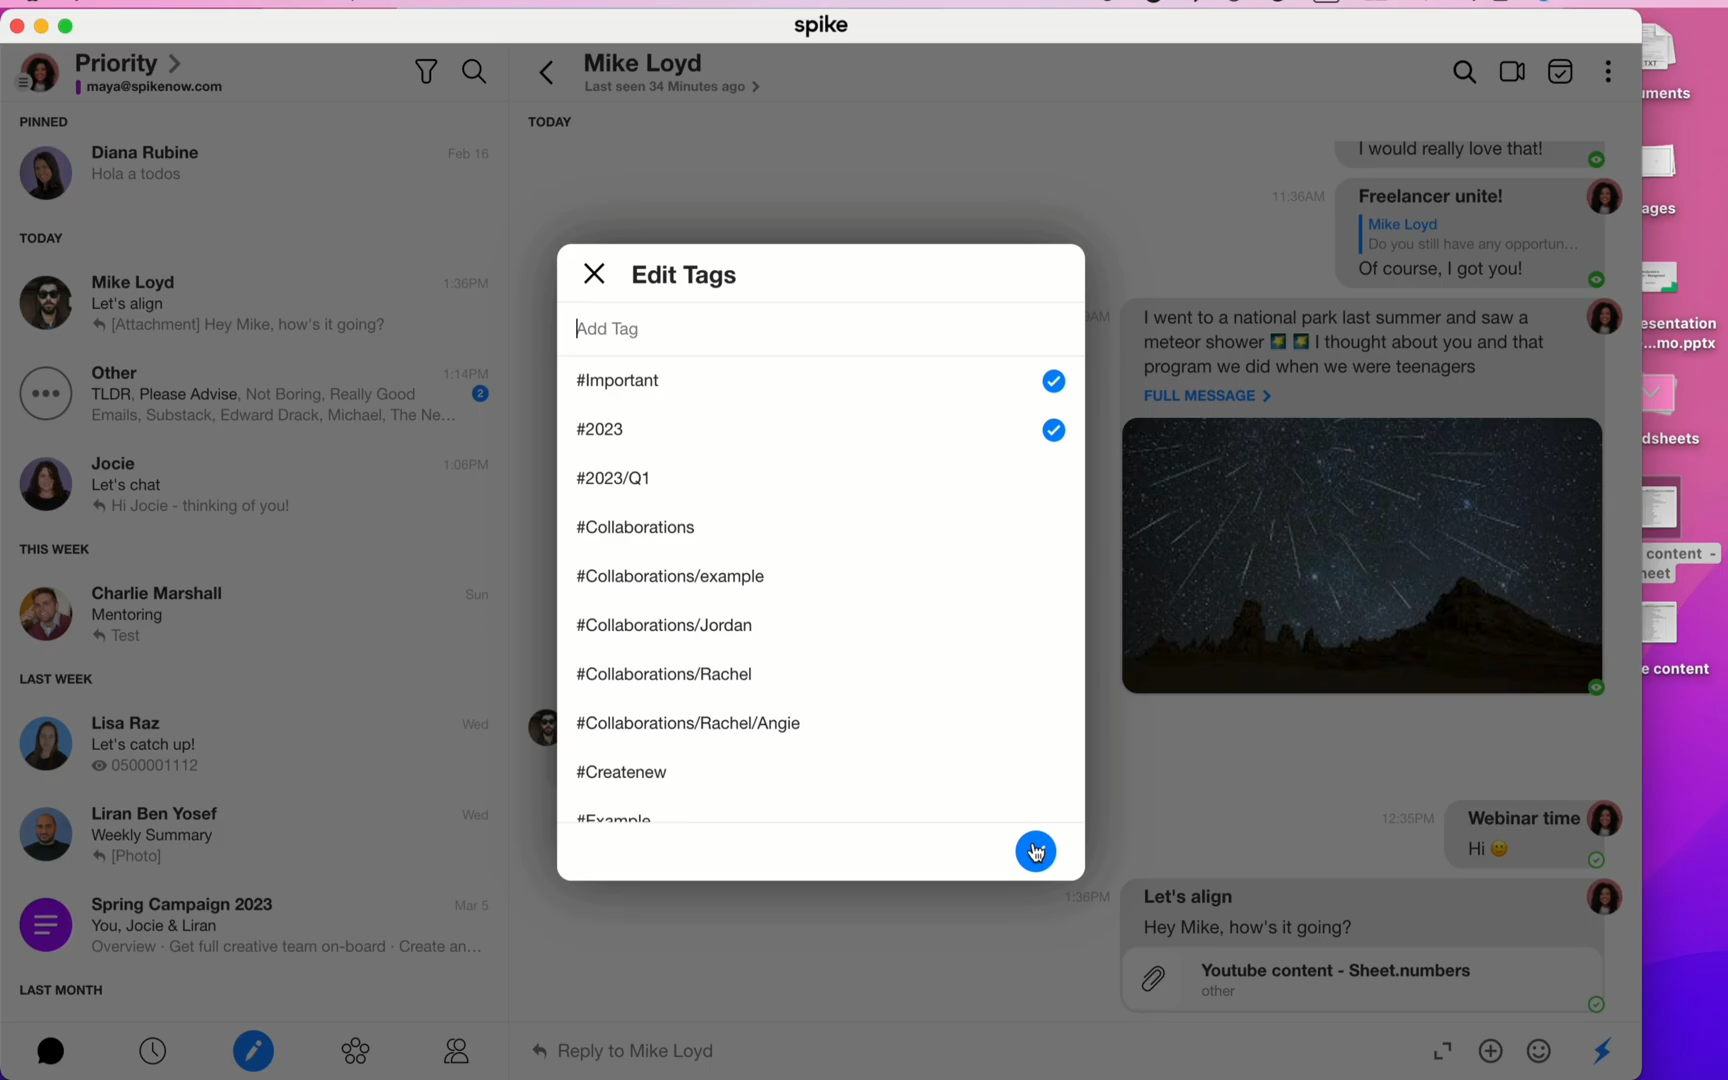 spike
Priority
maya@spikenow.com
PINNED
Diana Rubine
Feb 16
Hola a todos
TODAY
Mike Loyd
1:36PM
Let's align
[Attachment] Hey Mike, how's it going?
Other
1:14PM
TLDR, Please Advise, Not Boring, Really Good
2
Emails, Substack, Edward Drack, Michael, The Ne...
Jocie
1:06PM
Let's chat
Hi Jocie - thinking of you!
THIS WEEK
Charlie Marshall
Sun
Mentoring
Test
LAST WEEK
Lisa Raz
Wed
Let's catch up!
0500001112
Liran Ben Yosef
Wed
Weekly Summary
[Photo]
Spring Campaign 2023
Mar 5
You, Jocie & Liran
Overview · Get full creative team on-board · Create an...
LAST MONTH
Mike Loyd
Last seen 34 Minutes ago
TODAY
I would really love that!
11:36AM
Freelancer unite!
Mike Loyd
Do you still have any opportun...
Of course, I got you!
AM
I went to a national park last summer and saw a
meteor shower 🌠 🌠 I thought about you and that
program we did when we were teenagers
FULL MESSAGE
12:35PM
Webinar time
Hi 🙂
1:36PM
Let's align
Hey Mike, how's it going?
Youtube content - Sheet.numbers
other
Reply to Mike Loyd
Edit Tags
Add Tag
#Important
#2023
#2023/Q1
#Collaborations
#Collaborations/example
#Collaborations/Jordan
#Collaborations/Rachel
#Collaborations/Rachel/Angie
#Createnew
#Example
TXT
uments
ages
esentation
...mo.pptx
dsheets
content -
heet
e content